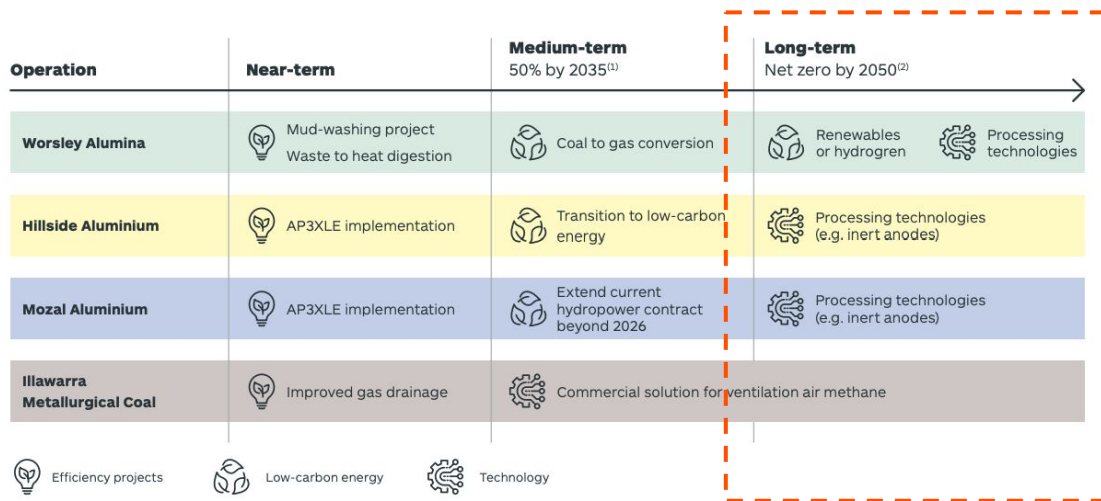 Operation
Near-term
Medium-term
50% by 2035(1)
Long-term
Net zero by 2050(2)
Worsley Alumina
Mud-washing project
Waste to heat digestion
Coal to gas conversion
Renewables
or hydrogren
Processing
technologies
Hillside Aluminium
AP3XLE implementation
Transition to low-carbon
energy
Processing technologies
(e.g. inert anodes)
Mozal Aluminium
AP3XLE implementation
Extend current
hydropower contract
beyond 2026
Processing technologies
(e.g. inert anodes)
Illawarra
Metallurgical Coal
Improved gas drainage
Commercial solution for ventilation air methane
Efficiency projects
Low-carbon energy
Technology